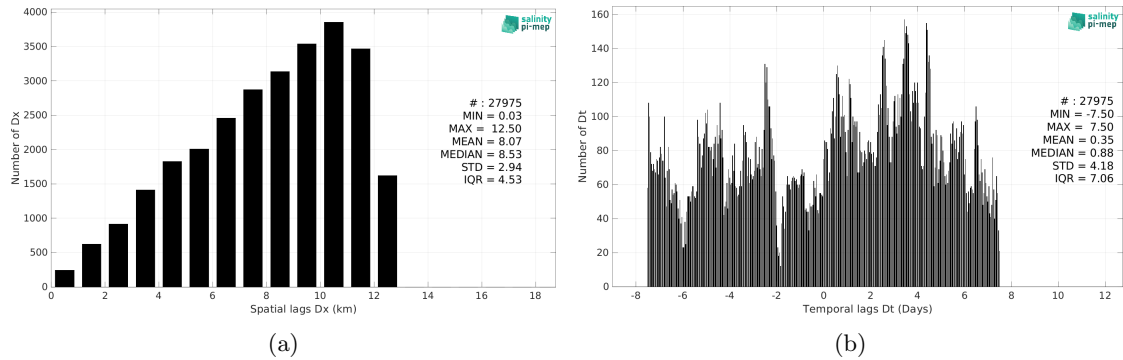 4000
3500
3000
2500
2000
1500
1000
500
0
Number of Dx
0
2
4
6
8
10
12
14
16
18
Spatial lags Dx (km)
salinity
pi-mep
# : 27975
MIN = 0.03
MAX = 12.50
MEAN = 8.07
MEDIAN = 8.53
STD = 2.94
IQR = 4.53
(a)
160
140
120
100
80
60
40
20
0
Number of Dt
-8
-6
-4
-2
0
2
4
6
8
10
12
Temporal lags Dt (Days)
salinity
pi-mep
# : 27975
MIN = -7.50
MAX = 7.50
MEAN = 0.35
MEDIAN = 0.88
STD = 4.18
IQR = 7.06
(b)